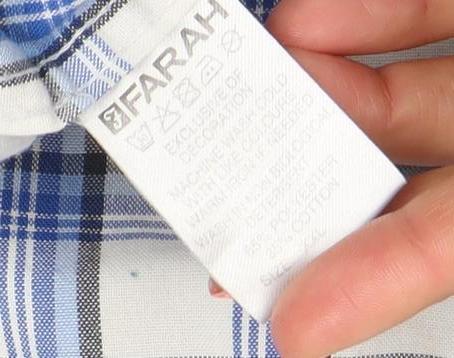 FARAH
EXCLUSIVE OF
DECORATION
MACHINE WASH COLD
WITH LIKE COLOURS
WARM IRON IF NEEDED
WASH IN NON BIOLOGICAL
DETERGENT
65% POLYESTER
COTTON
SIZE